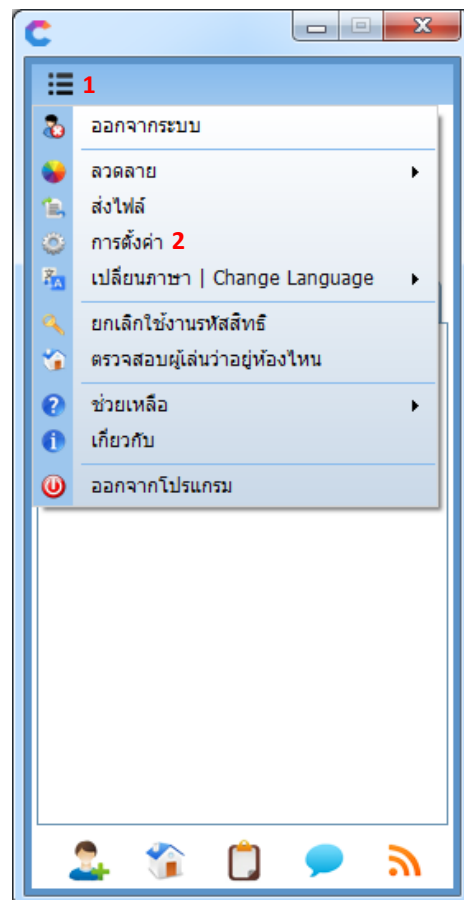 1
ออกจากระบบ
ลวดลาย
ส่งไฟล์
การตั้งค่า 2
เปลี่ยนภาษา | Change Language
ยกเลิกใช้งานรหัสสิทธิ์
ตรวจสอบผู้เล่นว่าอยู่ห้องไหน
ช่วยเหลือ
เกี่ยวกับ
ออกจากโปรแกรม